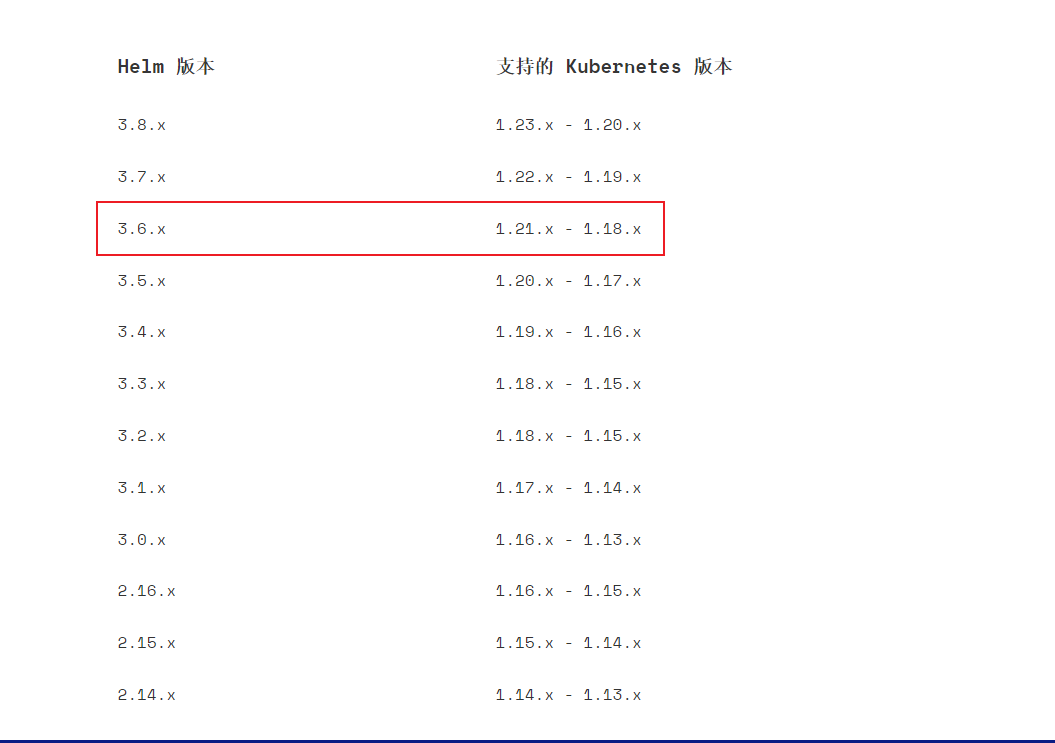 Helm 版本 支持的 Kubernetes 版本
3.8.x 1.23.x - 1.20.x
3.7.x 1.22.x - 1.19.x
3.6.x 1.21.x - 1.18.x
3.5.x 1.20.x - 1.17.x
3.4.x 1.19.x - 1.16.x
3.3.x 1.18.x - 1.15.x
3.2.x 1.18.x - 1.15.x
3.1.x 1.17.x - 1.14.x
3.0.x 1.16.x - 1.13.x
2.16.x 1.16.x - 1.15.x
2.15.x 1.15.x - 1.14.x
2.14.x 1.14.x - 1.13.x